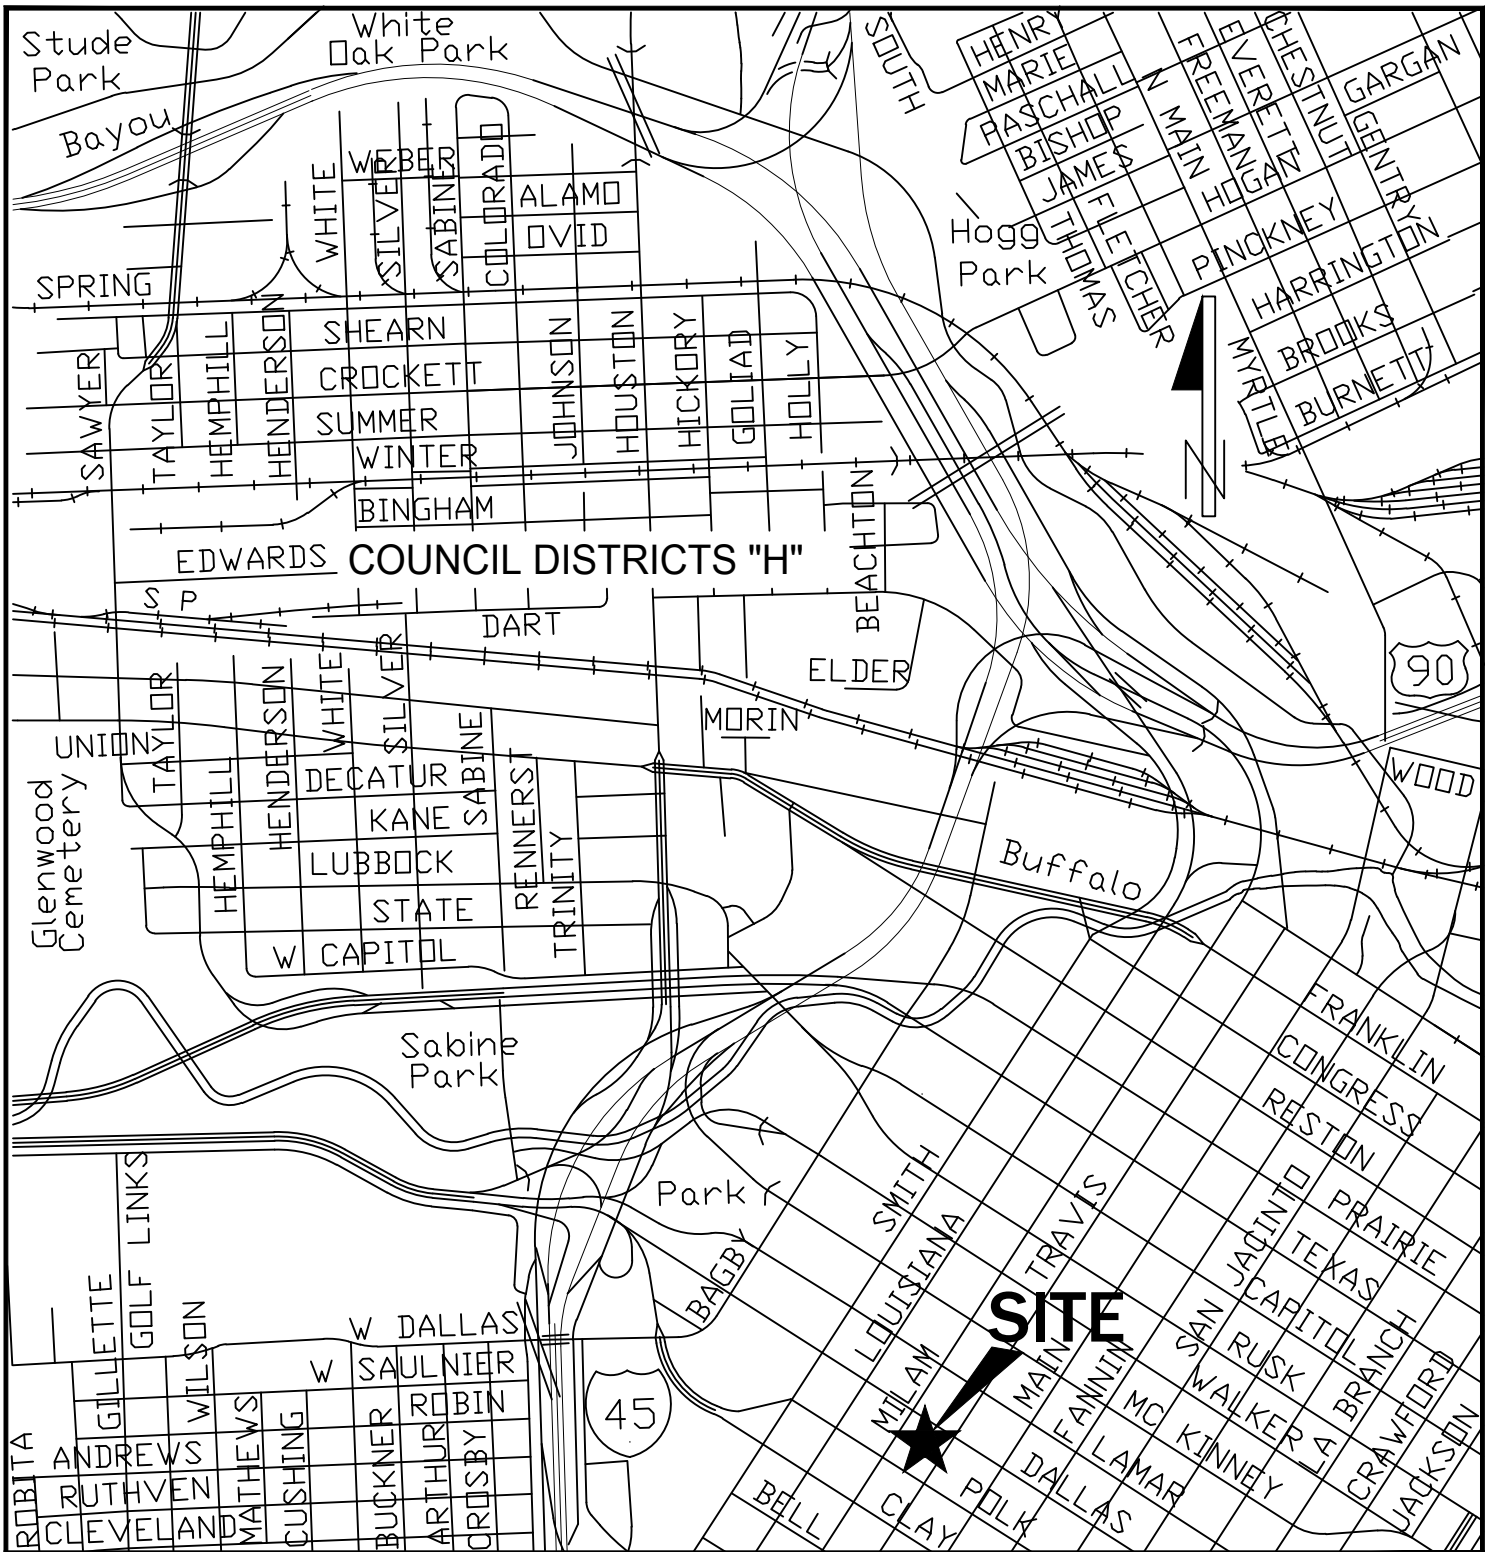 Stude
Park
White
Oak Park
Bayou
SOUTH
HENRY
MARIE
PASCHALL
BISHOP
JAMES
THOMAS
FLETCHER
N MAIN
FREEMAN
EVERETT
CHESTNUT
GENTRY
GARGAN
HOGAN
PINCKNEY
HARRINGTON
BROOKS
BURNETT
MYRTLE
Hogg
Park
WHITE
WEBER
SILVER
SABINE
COLORADO
ALAMO
OVID
SPRING
SHEARN
CROCKETT
SUMMER
WINTER
BINGHAM
SAWYER
TAYLOR
HEMPHILL
HENDERSON
JOHNSON
HOUSTON
HICKORY
GOLIAD
HOLLY
BEACHTON
N
EDWARDS
COUNCIL DISTRICTS "H"
S P
DART
ELDER
MORIN
90
WOOD
UNION
TAYLOR
HEMPHILL
HENDERSON
WHITE
SILVER
SABINE
RENNERST
TRINITY
DECATUR
KANE
LUBBOCK
STATE
W CAPITOL
Glenwood
Cemetery
Buffalo
Sabine
Park
FRANKLIN
CONGRESS
RESTON
PRAIRIE
TEXAS
CAPITOL
RUSK
WALKER
MC KINNEY
LAMAR
DALLAS
POLK
CLAY
BELL
Park
BAGBY
SMITH
LOUISIANA
MILAM
TRAVIS
MAIN
FANNIN
SAN JACINTO
LA BRANCH
CRAWFORD
JACKSON
SITE
GILLETTE
GOLF LINKS
WILSON
W DALLAS
W SAULNIER
ROBIN
45
ANDREWS
RUTHVEN
CLEVELAND
ROBITA
MATHEWS
CUSHING
BUCKNER
ARTHUR
CROSBY